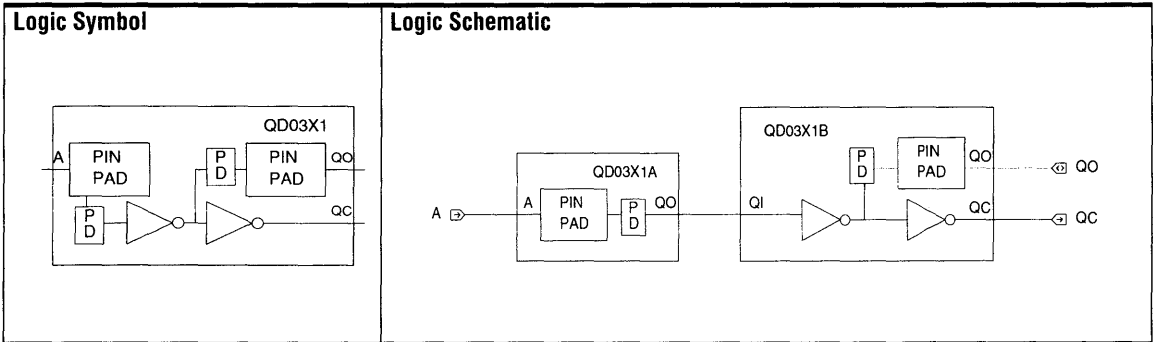 Logic Symbol
Logic Schematic
QD03X1
A
PIN
PAD
P
D
P
D
PIN
PAD
QO
QC
A
QD03X1A
A
PIN
PAD
P
D
QO
QD03X1B
QI
P
D
PIN
PAD
QO
QC
QO
QC